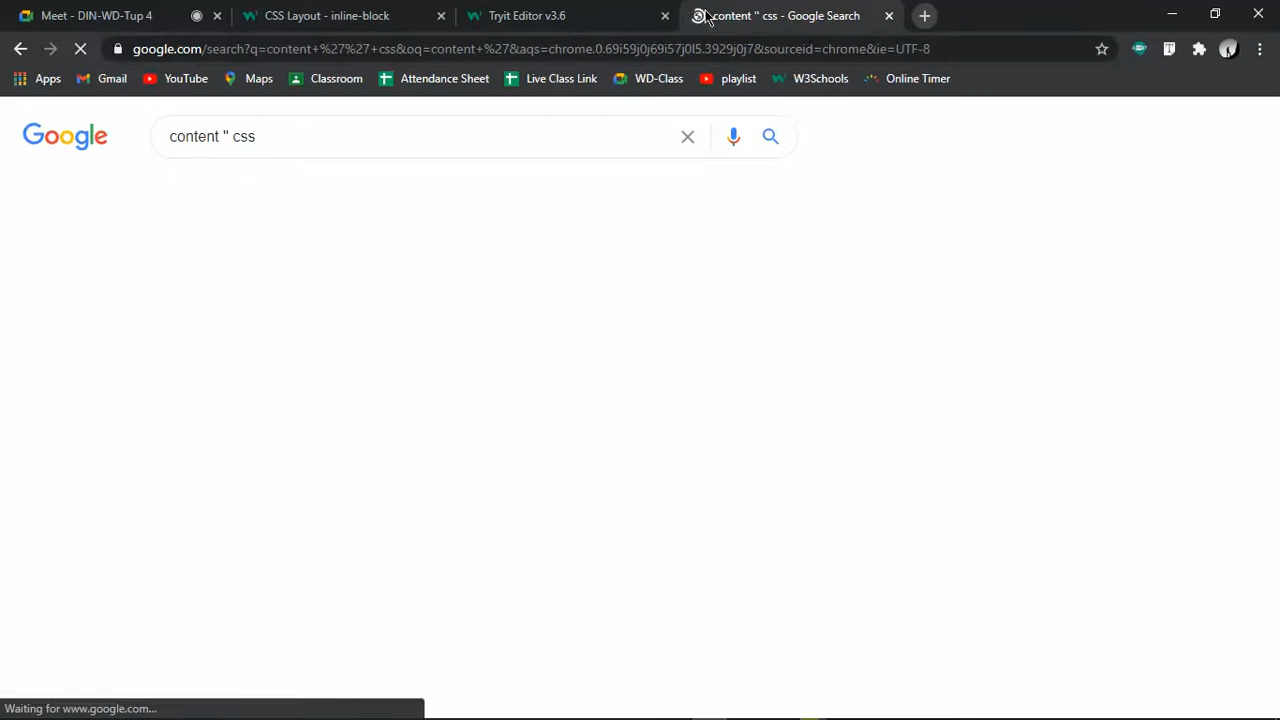 Meet - DIN-WD-Tup 4
CSS Layout - inline-block
Tryit Editor v3.6
content '' css - Google Search
google.com/search?q=content+%27%27+css&oq=content+%27&aqs=chrome.0.69i59j0j69i57j0l5.3929j0j7&sourceid=chrome&ie=UTF-8
Apps Gmail YouTube Maps Classroom Attendance Sheet Live Class Link WD-Class playlist W3Schools Online Timer
Google
content '' css
Waiting for www.google.com...